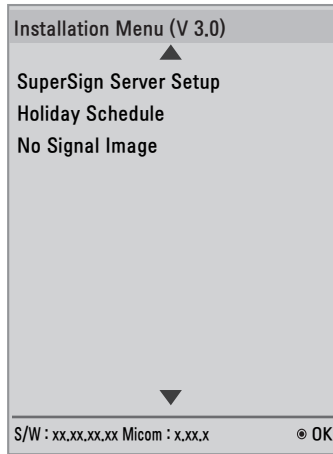 Installation Menu (V 3.0)
SuperSign Server Setup
Holiday Schedule
No Signal Image
S/W : xx.xx.xx.xx Micom : x.xx.x ◉ OK